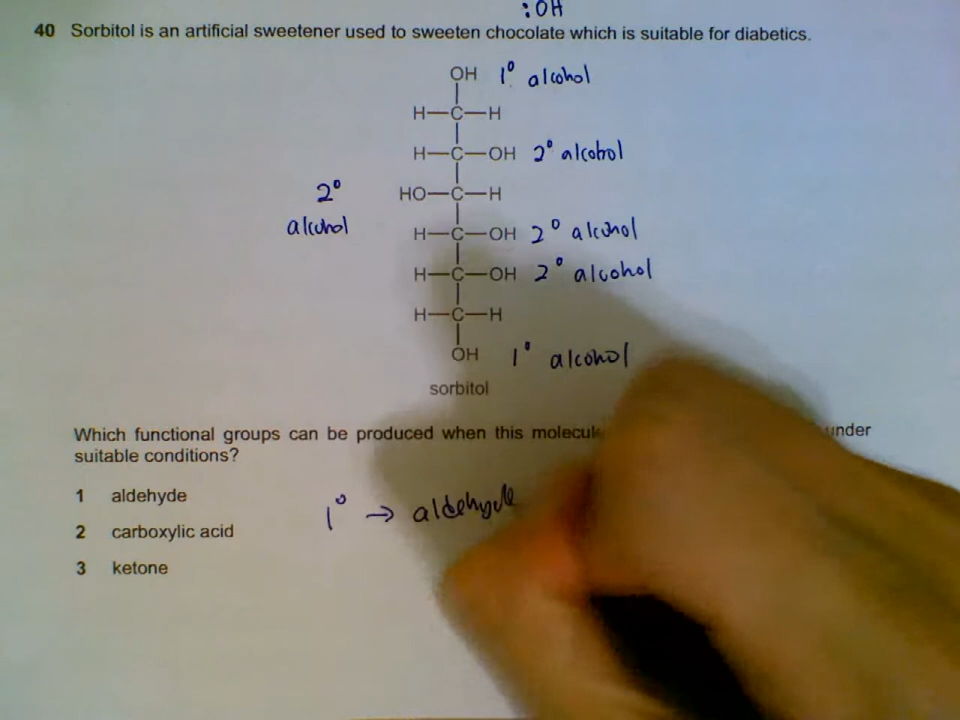 :OH
40 Sorbitol is an artificial sweetener used to sweeten chocolate which is suitable for diabetics.
OH 1° alcohol
H—C—H
H—C—OH 2° alcohol
2° HO—C—H
alcohol H—C—OH 2° alcohol
H—C—OH 2° alcohol
H—C—H
OH 1° alcohol
sorbitol
Which functional groups can be produced when this under
suitable conditions?
1 aldehyde 1° → aldehyde
2 carboxylic acid
3 ketone